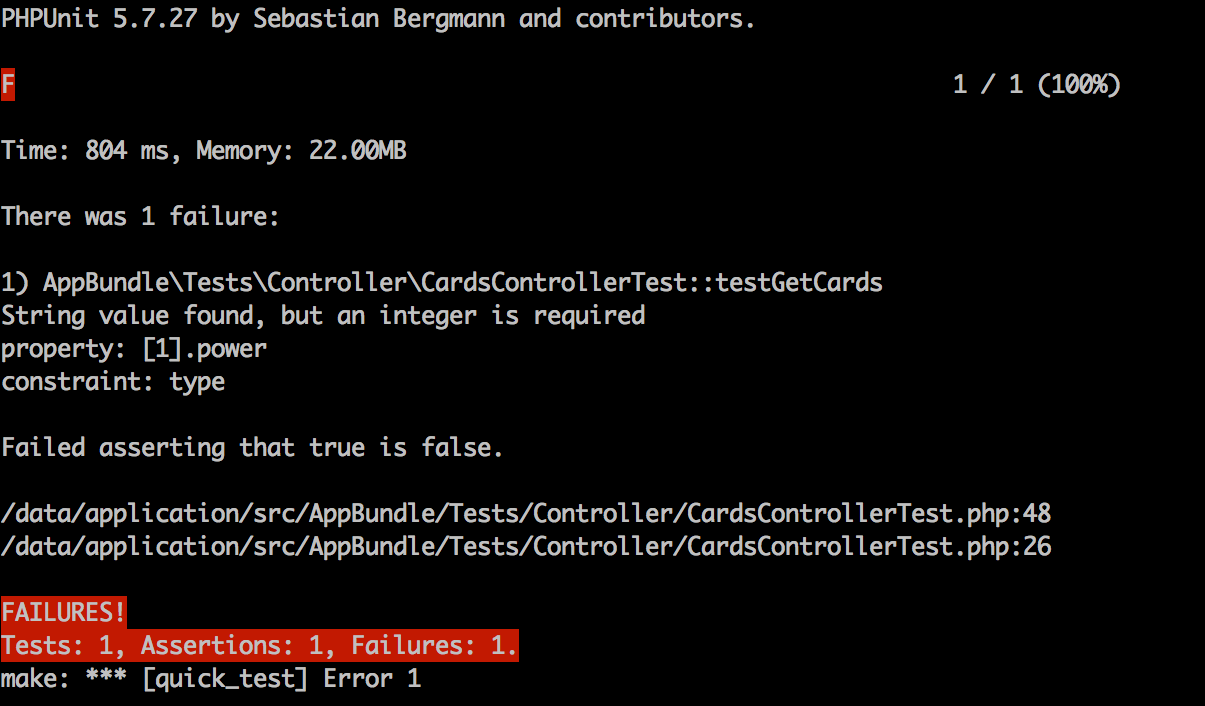 PHPUnit 5.7.27 by Sebastian Bergmann and contributors.
F 1 / 1 (100%)
Time: 804 ms, Memory: 22.00MB
There was 1 failure:
1) AppBundle\Tests\Controller\CardsControllerTest::testGetCards
String value found, but an integer is required
property: [1].power
constraint: type
Failed asserting that true is false.
/data/application/src/AppBundle/Tests/Controller/CardsControllerTest.php:48
/data/application/src/AppBundle/Tests/Controller/CardsControllerTest.php:26
FAILURES!
Tests: 1, Assertions: 1, Failures: 1.
make: *** [quick_test] Error 1